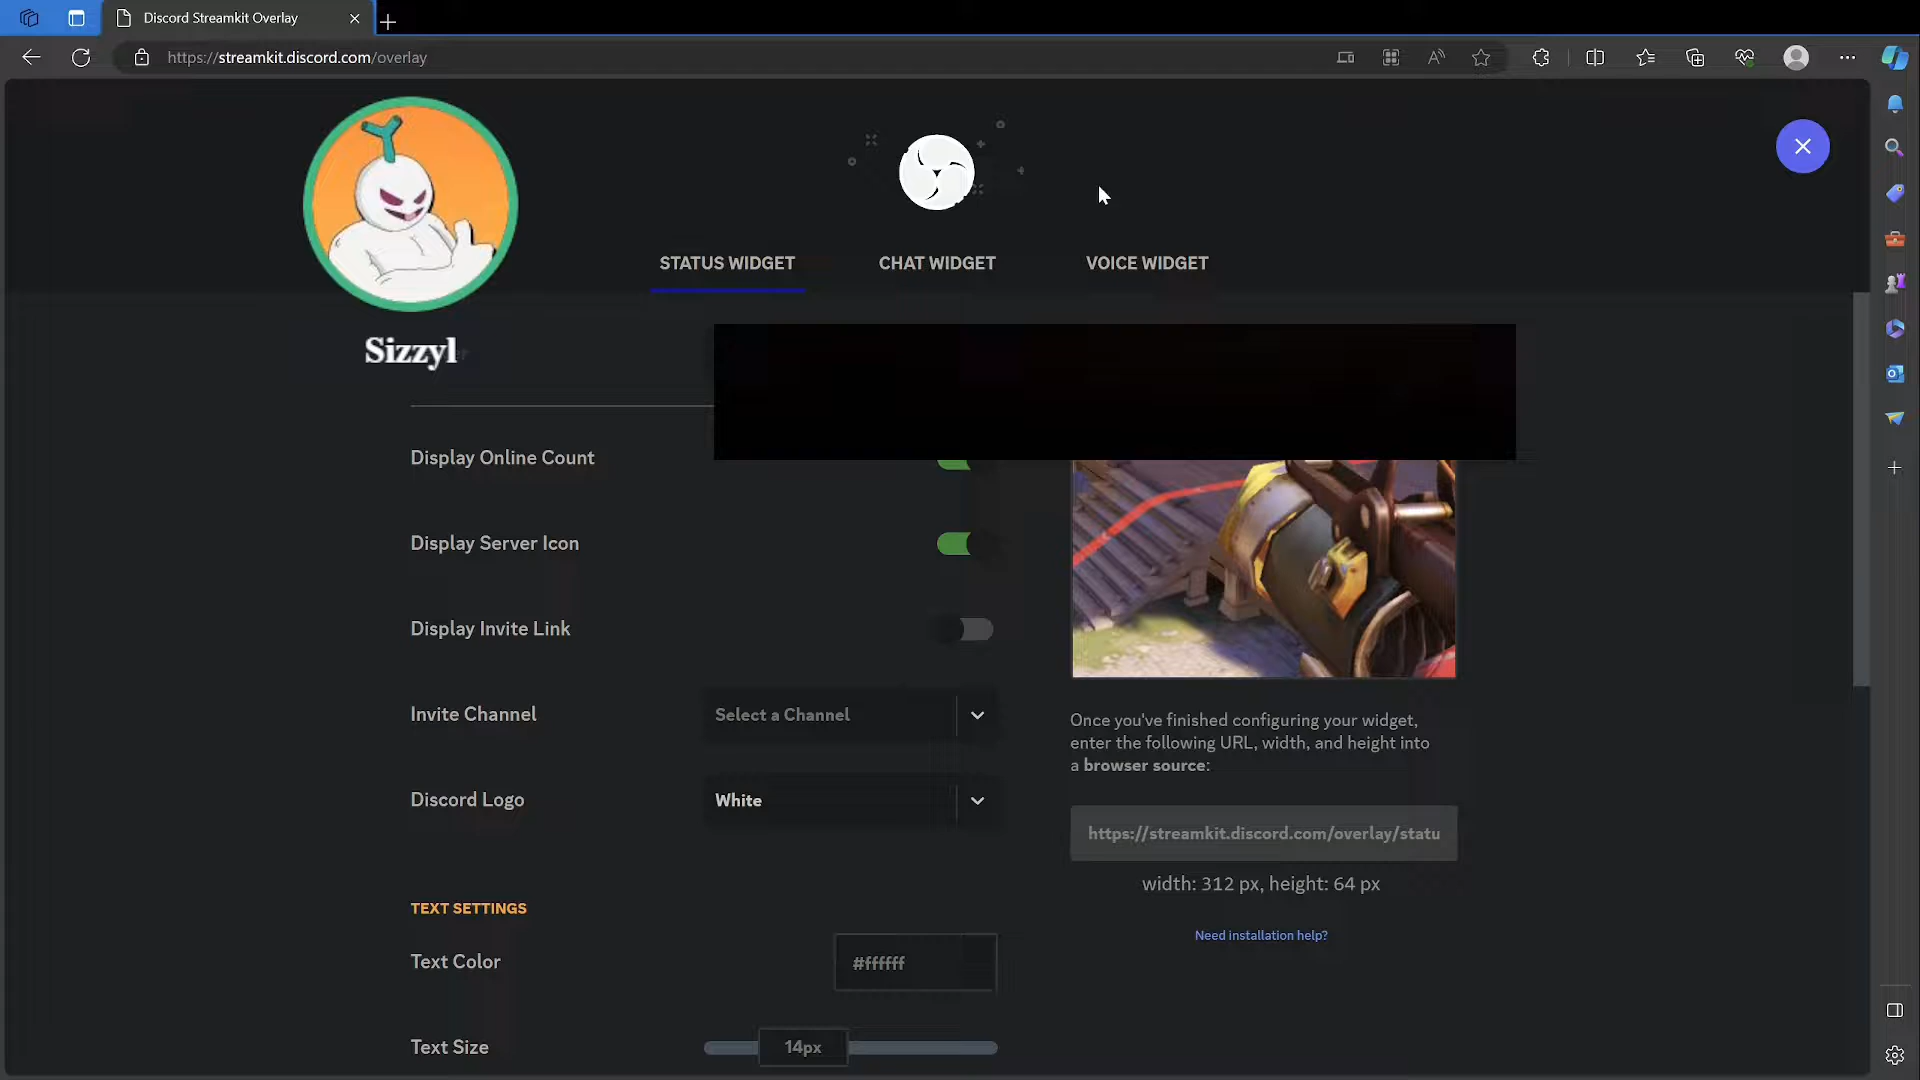 Discord Streamkit Overlay
https://streamkit.discord.com/overlay
STATUS WIDGET
CHAT WIDGET
VOICE WIDGET
Sizzyl
Display Online Count
Display Server Icon
Display Invite Link
Invite Channel
Select a Channel
Discord Logo
White
TEXT SETTINGS
Text Color
#ffffff
Text Size
14px
Once you've finished configuring your widget,
enter the following URL, width, and height into
a browser source:
https://streamkit.discord.com/overlay/statu
width: 312 px, height: 64 px
Need installation help?